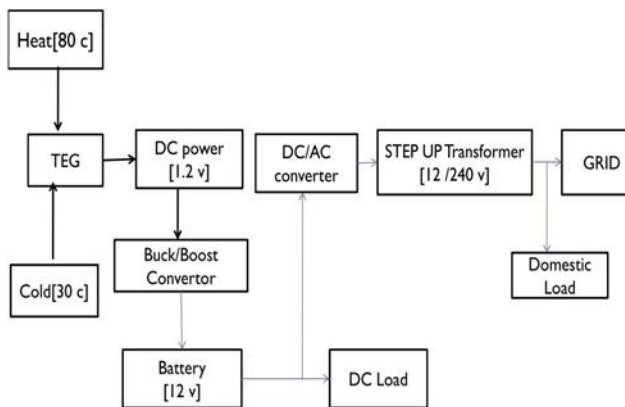 Heat[80 c]
TEG
Cold[30 c]
DC power
[1.2 v]
Buck/Boost
Convertor
Battery
[12 v]
DC/AC
converter
DC Load
STEP UP Transformer
[12 /240 v]
GRID
Domestic
Load